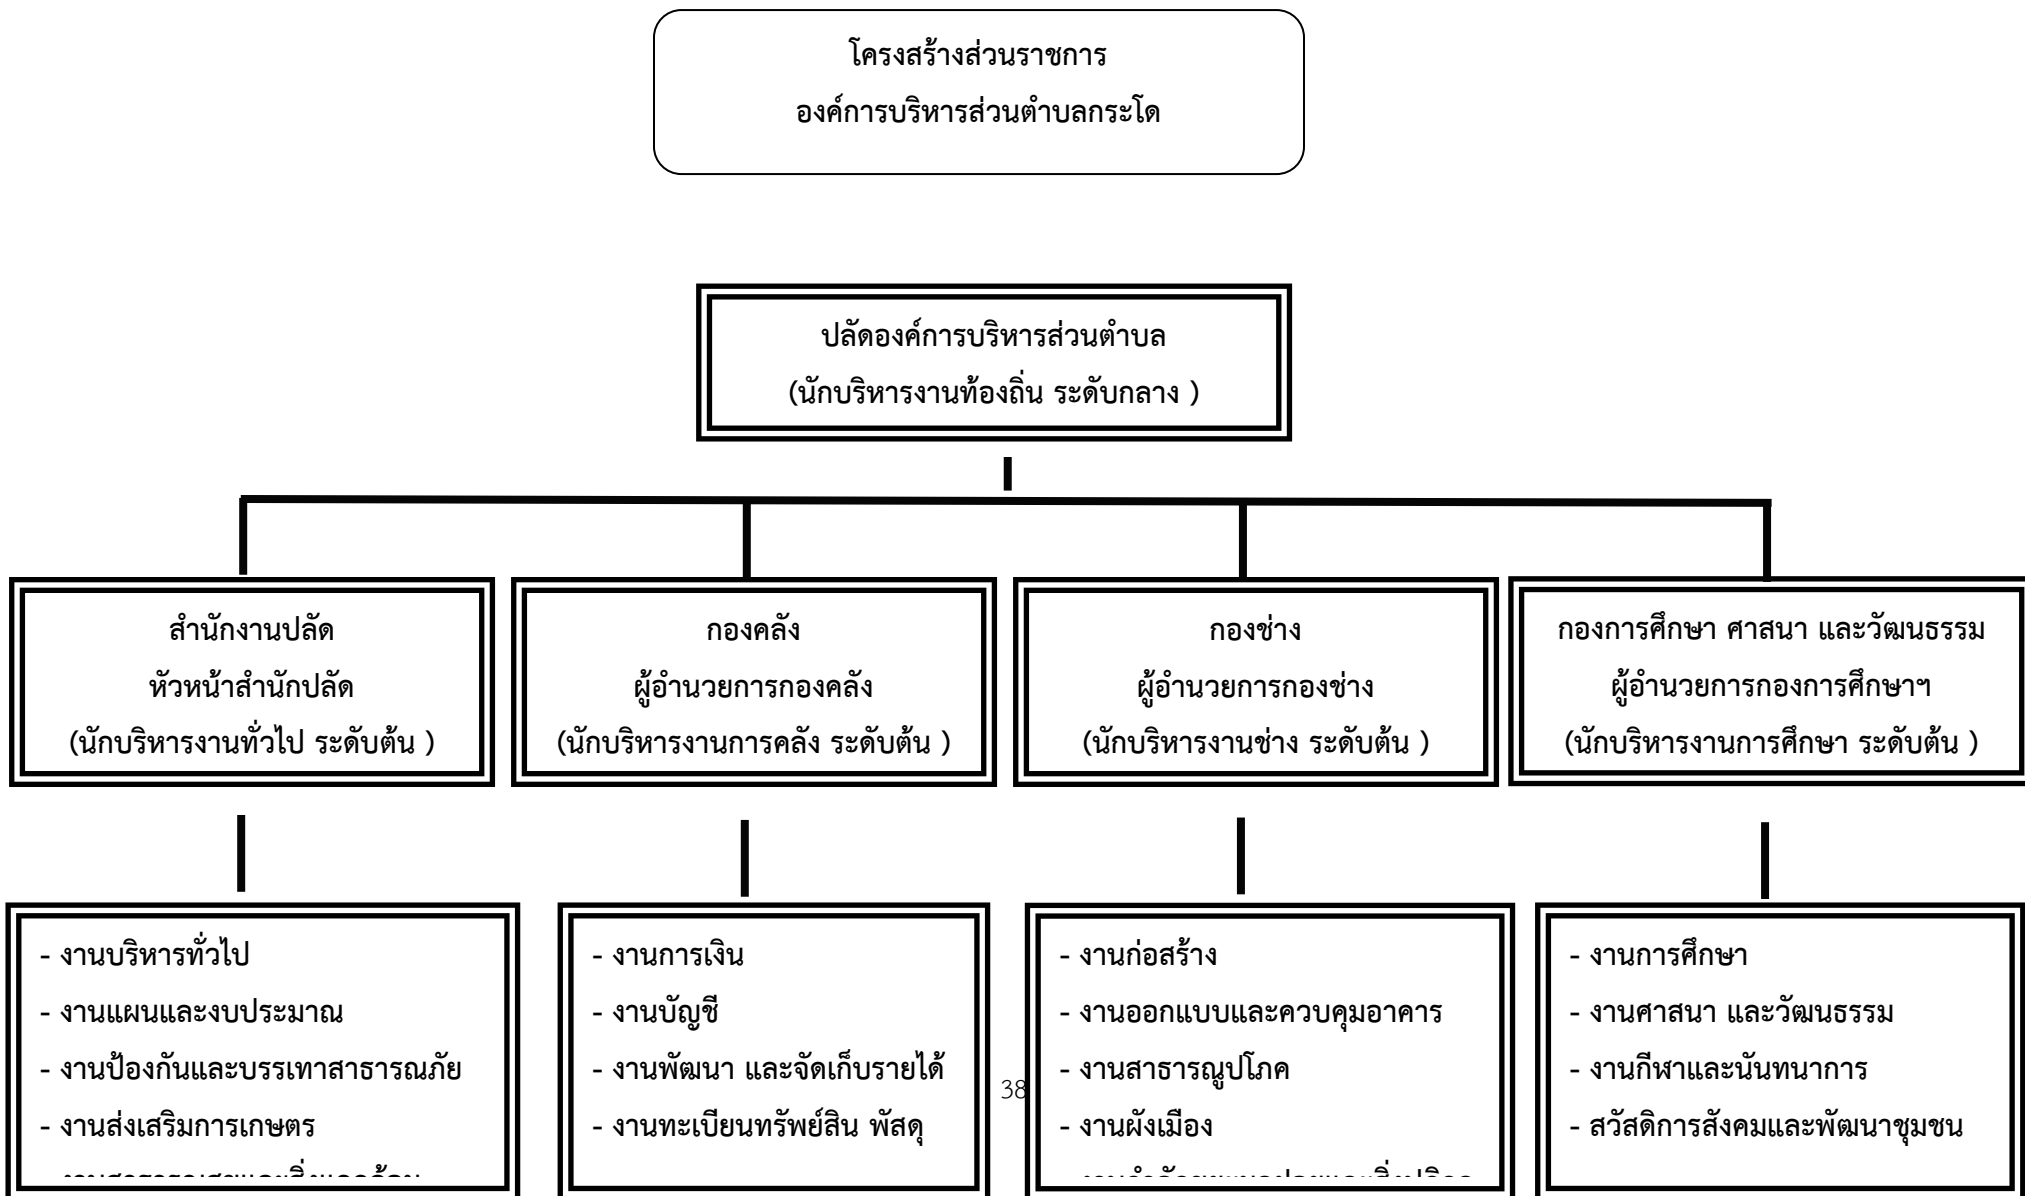 โครงสร้างส่วนราชการ
องค์การบริหารส่วนตำบลกระโด
ปลัดองค์การบริหารส่วนตำบล
(นักบริหารงานท้องถิ่น ระดับกลาง )
สำนักงานปลัด
หัวหน้าสำนักปลัด
(นักบริหารงานทั่วไป ระดับต้น )
กองคลัง
ผู้อำนวยการกองคลัง
(นักบริหารงานการคลัง ระดับต้น )
กองช่าง
ผู้อำนวยการกองช่าง
(นักบริหารงานช่าง ระดับต้น )
กองการศึกษา ศาสนา และวัฒนธรรม
ผู้อำนวยการกองการศึกษาฯ
(นักบริหารงานการศึกษา ระดับต้น )
- งานบริหารทั่วไป
- งานแผนและงบประมาณ
- งานป้องกันและบรรเทาสาธารณภัย
- งานส่งเสริมการเกษตร
- งานการเงิน
- งานบัญชี
- งานพัฒนา และจัดเก็บรายได้
- งานทะเบียนทรัพย์สิน พัสดุ
38
- งานก่อสร้าง
- งานออกแบบและควบคุมอาคาร
- งานสาธารณูปโภค
- งานผังเมือง
- งานการศึกษา
- งานศาสนา และวัฒนธรรม
- งานกีฬาและนันทนาการ
- สวัสดิการสังคมและพัฒนาชุมชน